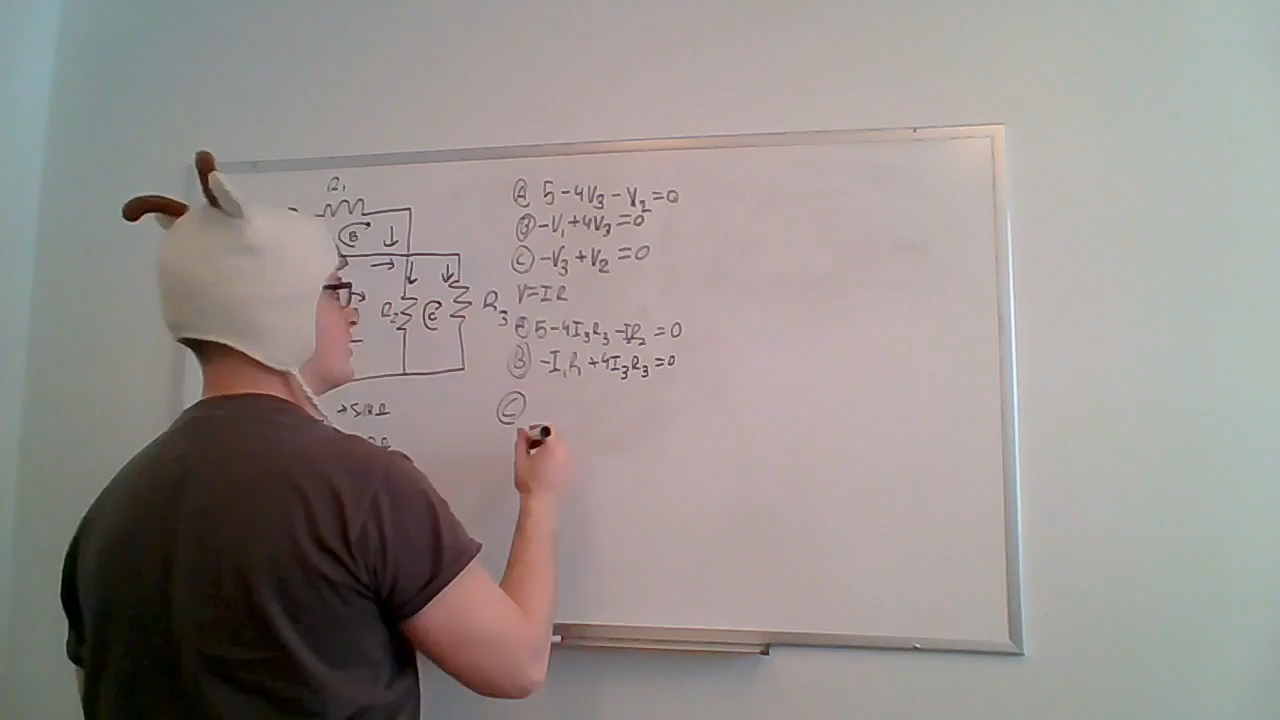 R₁
B
R₂
C
R₃
→5kΩ
Ⓐ 5-4V₃-V₂=0
Ⓑ -V₁+4V₃=0
Ⓒ -V₃+V₂=0
V=IR
5-4I₃R₃-IR₂=0
Ⓑ -I₁R₁+4I₃R₃=0
Ⓒ